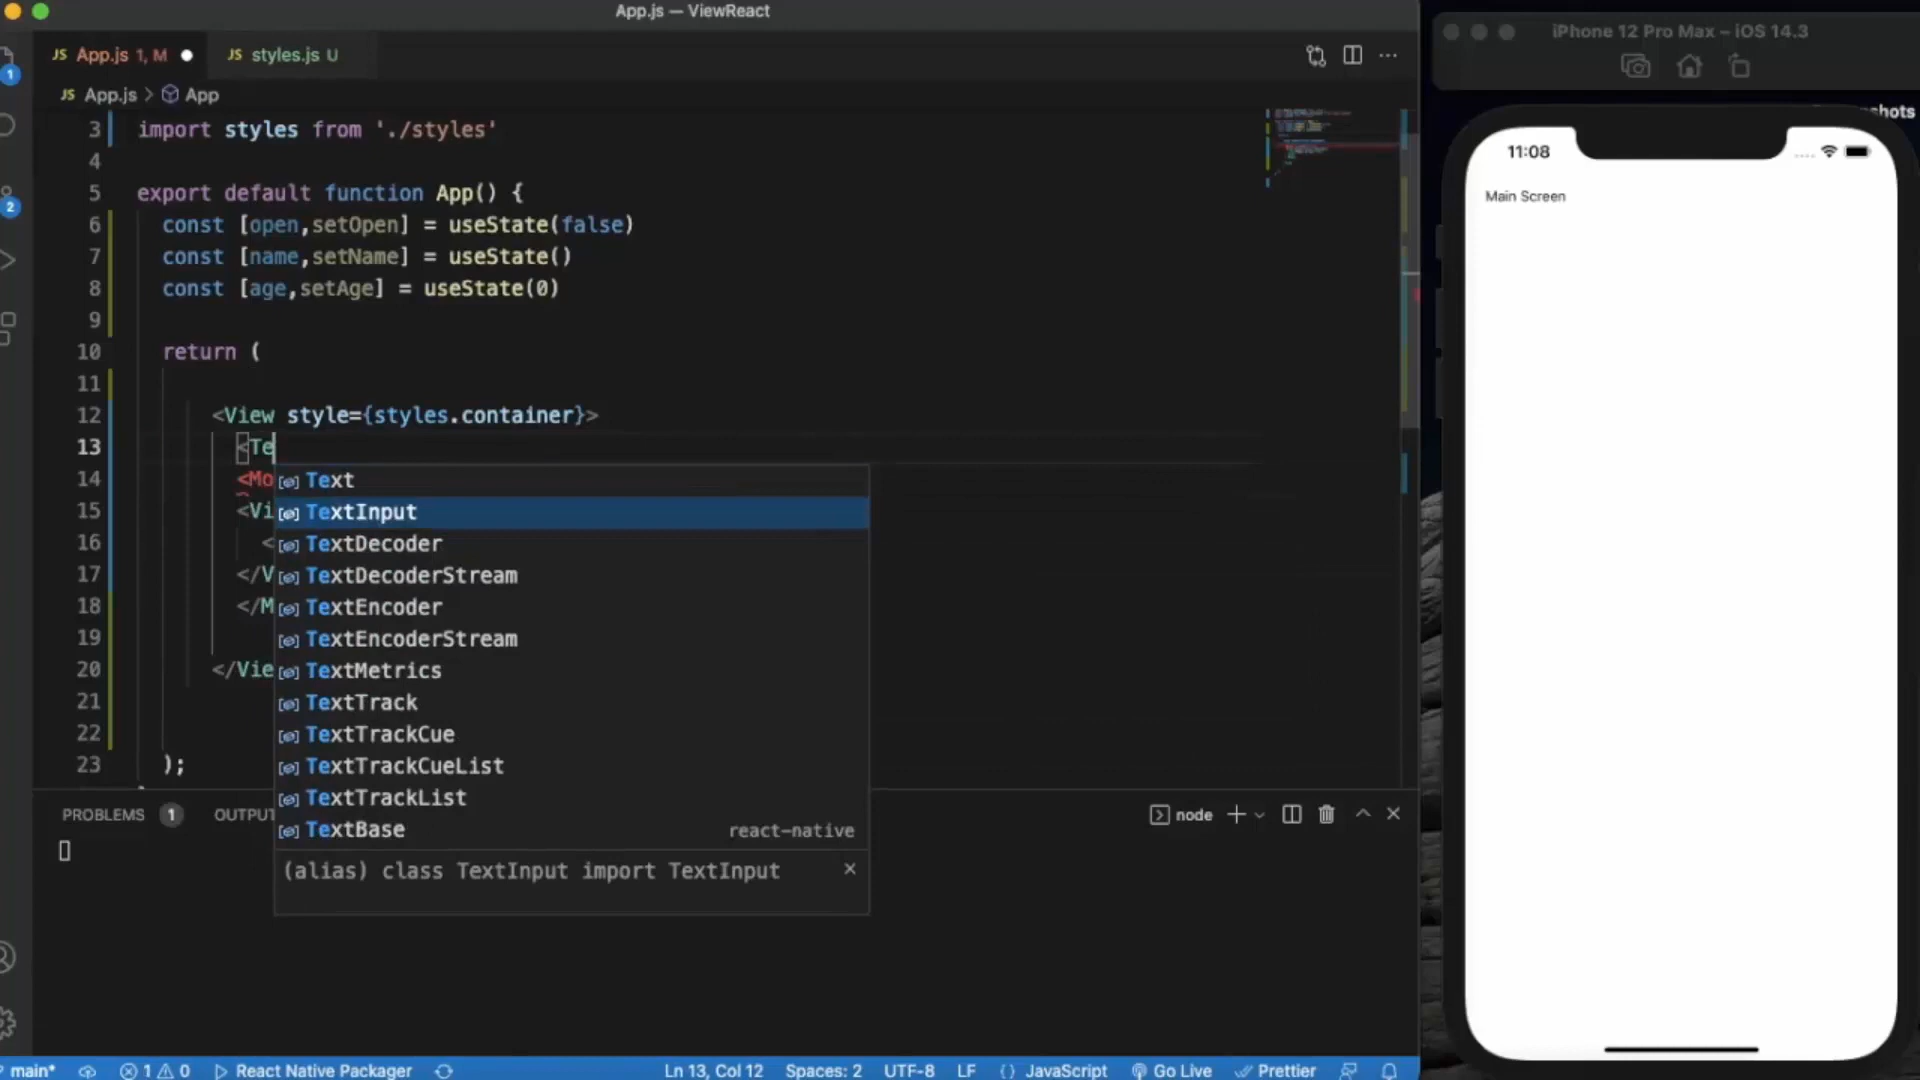 App.js — ViewReact
JS App.js 1, M
JS styles.js U
JS App.js > App
3 import styles from './styles'
4
5 export default function App() {
6 const [open,setOpen] = useState(false)
7 const [name,setName] = useState()
8 const [age,setAge] = useState(0)
9
10 return (
11
12 <View style={styles.container}>
13 <Te
14 <Mo
15 <Vi
16 <
17 </V
18 </M
19
20 </Vie
21
22
23 );
Text
TextInput
TextDecoder
TextDecoderStream
TextEncoder
TextEncoderStream
TextMetrics
TextTrack
TextTrackCue
TextTrackCueList
TextTrackList
TextBase react-native
(alias) class TextInput import TextInput
1
2
PROBLEMS 1 OUTPUT
node
main* 1 0 React Native Packager
Ln 13, Col 12 Spaces: 2 UTF-8 LF {} JavaScript Go Live Prettier
iPhone 12 Pro Max – iOS 14.3
shots
11:08
Main Screen